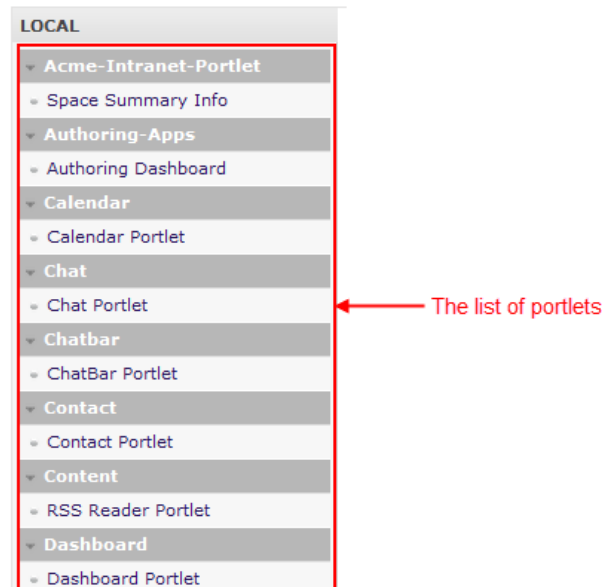 LOCAL
Acme-Intranet-Portlet
Space Summary Info
Authoring-Apps
Authoring Dashboard
Calendar
Calendar Portlet
Chat
Chat Portlet
The list of portlets
Chatbar
ChatBar Portlet
Contact
Contact Portlet
Content
RSS Reader Portlet
Dashboard
Dashboard Portlet